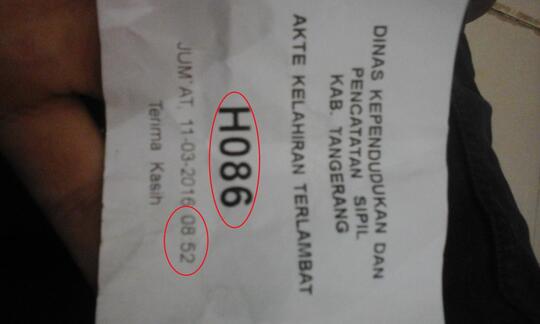 DINAS KEPENDUDUKAN DAN
PENCATATAN SIPIL
KAB. TANGERANG
AKTE KELAHIRAN TERLAMBAT
H086
JUM'AT, 11-03-2016 08:52
Terima Kasih